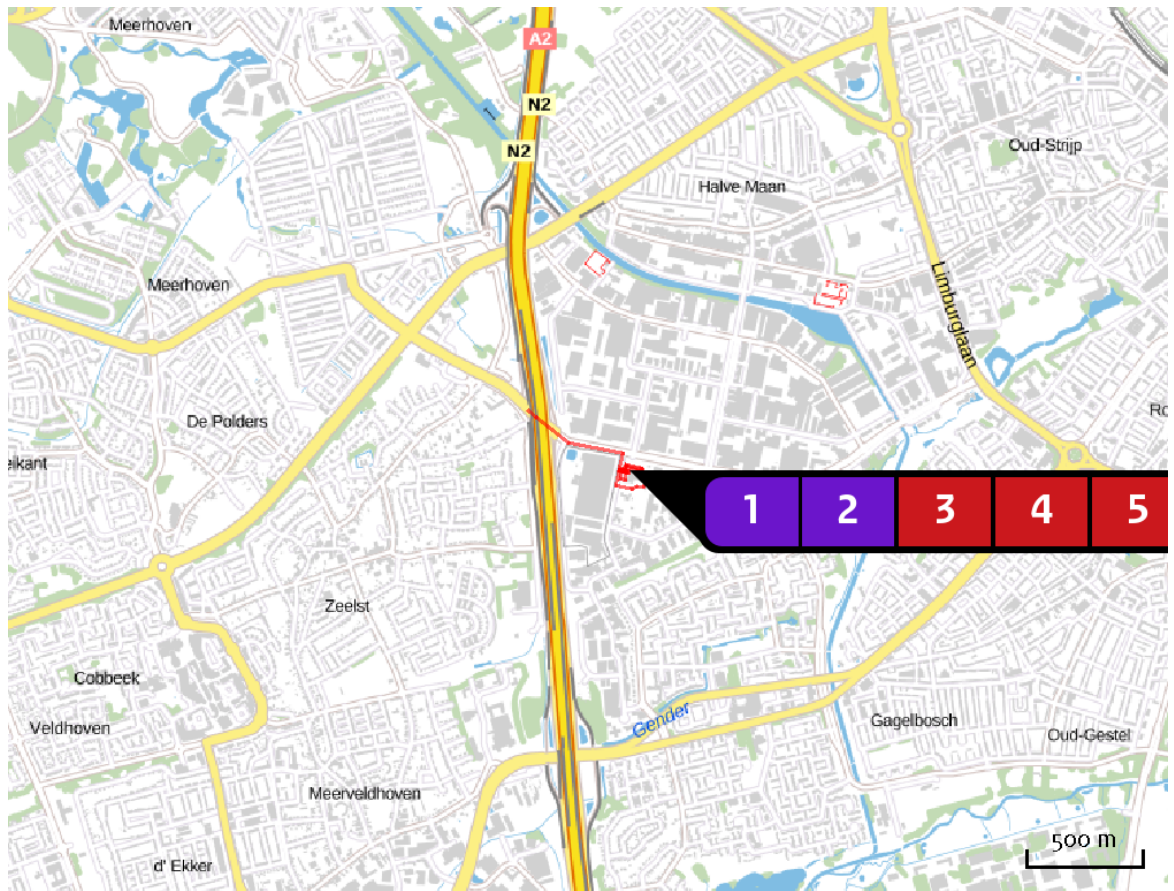 Meerhoven
A2
N2
N2
Oud-Strijp
Halve Maan
Meerhoven
Limburglaan
De Polders
Ro
eikant
1 2 3 4 5
Zeelst
Cobbeek
Veldhoven
Gender
Gagelbosch
Oud-Gestel
Meerveldhoven
500 m
d' Ekker